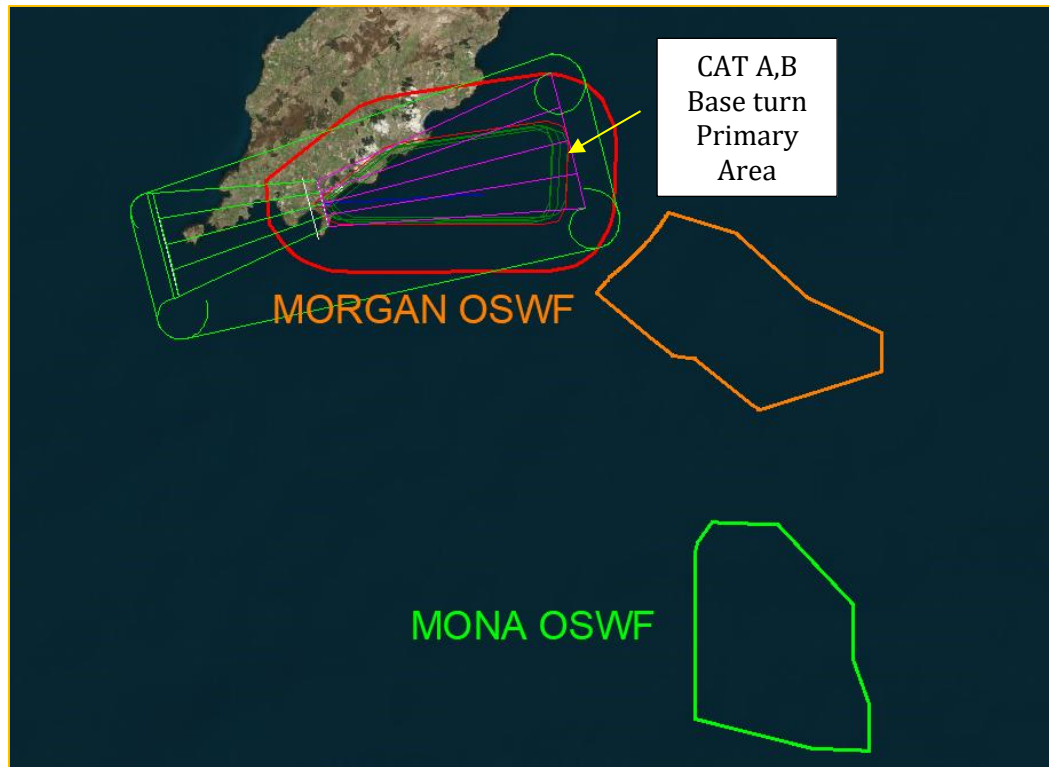 CAT A,B
Base turn
Primary
Area
MORGAN OSWF
MONA OSWF